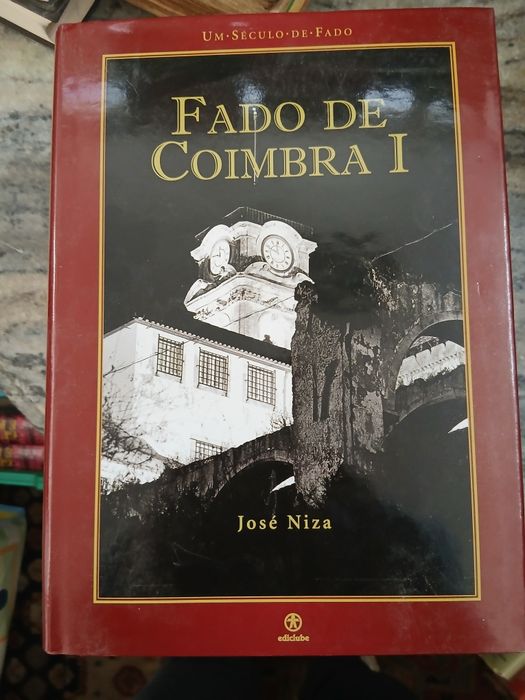 UM·SÉCULO·DE·FADO
FADO DE
COIMBRA I
José Niza
ediclube